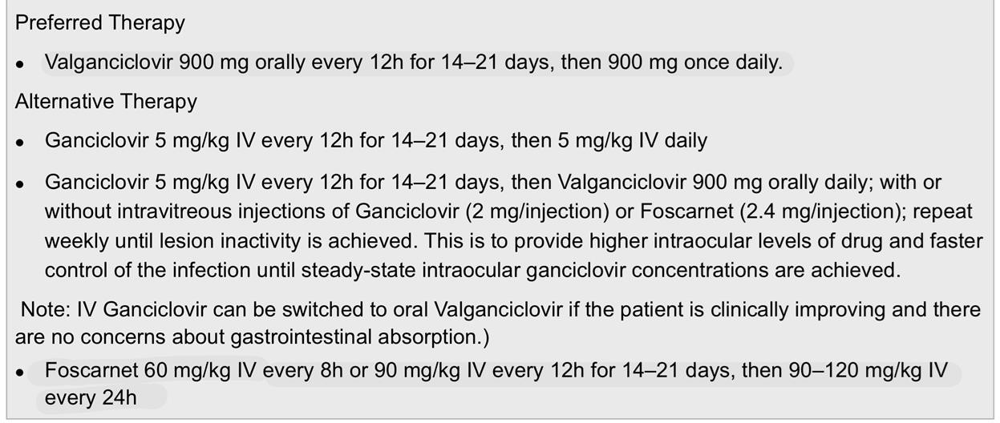 Preferred Therapy
• Valganciclovir 900 mg orally every 12h for 14–21 days, then 900 mg once daily.
Alternative Therapy
• Ganciclovir 5 mg/kg IV every 12h for 14–21 days, then 5 mg/kg IV daily
• Ganciclovir 5 mg/kg IV every 12h for 14–21 days, then Valganciclovir 900 mg orally daily; with or
without intravitreous injections of Ganciclovir (2 mg/injection) or Foscarnet (2.4 mg/injection); repeat
weekly until lesion inactivity is achieved. This is to provide higher intraocular levels of drug and faster
control of the infection until steady-state intraocular ganciclovir concentrations are achieved.
Note: IV Ganciclovir can be switched to oral Valganciclovir if the patient is clinically improving and there
are no concerns about gastrointestinal absorption.)
• Foscarnet 60 mg/kg IV every 8h or 90 mg/kg IV every 12h for 14–21 days, then 90–120 mg/kg IV
every 24h